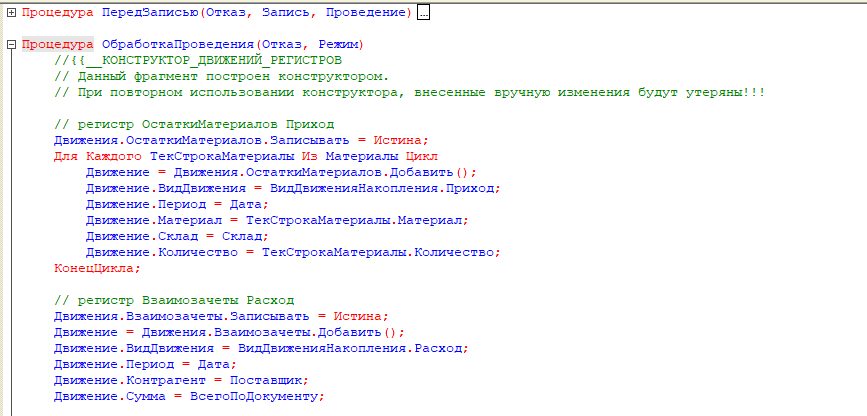 Процедура ПередЗаписью(Отказ, Запись, Проведение) ...
Процедура ОбработкаПроведения(Отказ, Режим)
//{{__КОНСТРУКТОР_ДВИЖЕНИЙ_РЕГИСТРОВ
// Данный фрагмент построен конструктором.
// При повторном использовании конструктора, внесенные вручную изменения будут утеряны!!!
// регистр ОстаткиМатериалов Приход
Движения.ОстаткиМатериалов.Записывать = Истина;
Для Каждого ТекСтрокаМатериалы Из Материалы Цикл
Движение = Движения.ОстаткиМатериалов.Добавить();
Движение.ВидДвижения = ВидДвиженияНакопления.Приход;
Движение.Период = Дата;
Движение.Материал = ТекСтрокаМатериалы.Материал;
Движение.Склад = Склад;
Движение.Количество = ТекСтрокаМатериалы.Количество;
КонецЦикла;
// регистр Взаимозачеты Расход
Движения.Взаимозачеты.Записывать = Истина;
Движение = Движения.Взаимозачеты.Добавить();
Движение.ВидДвижения = ВидДвиженияНакопления.Расход;
Движение.Период = Дата;
Движение.Контрагент = Поставщик;
Движение.Сумма = ВсегоПоДокументу;